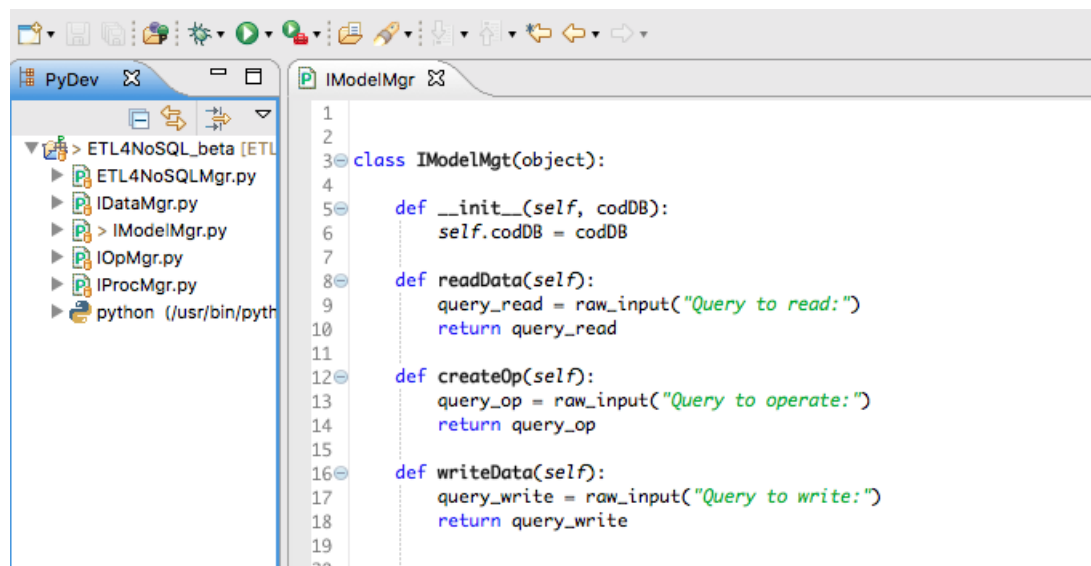 PyDev
> ETL4NoSQL_beta [ETL
ETL4NoSQLMgr.py
IDataMgr.py
> IModelMgr.py
IOpMgr.py
IProcMgr.py
python (/usr/bin/pyth
IModelMgr
1
2
3 class IModelMgt(object):
4
5 def __init__(self, codDB):
6 self.codDB = codDB
7
8 def readData(self):
9 query_read = raw_input("Query to read:")
10 return query_read
11
12 def createOp(self):
13 query_op = raw_input("Query to operate:")
14 return query_op
15
16 def writeData(self):
17 query_write = raw_input("Query to write:")
18 return query_write
19